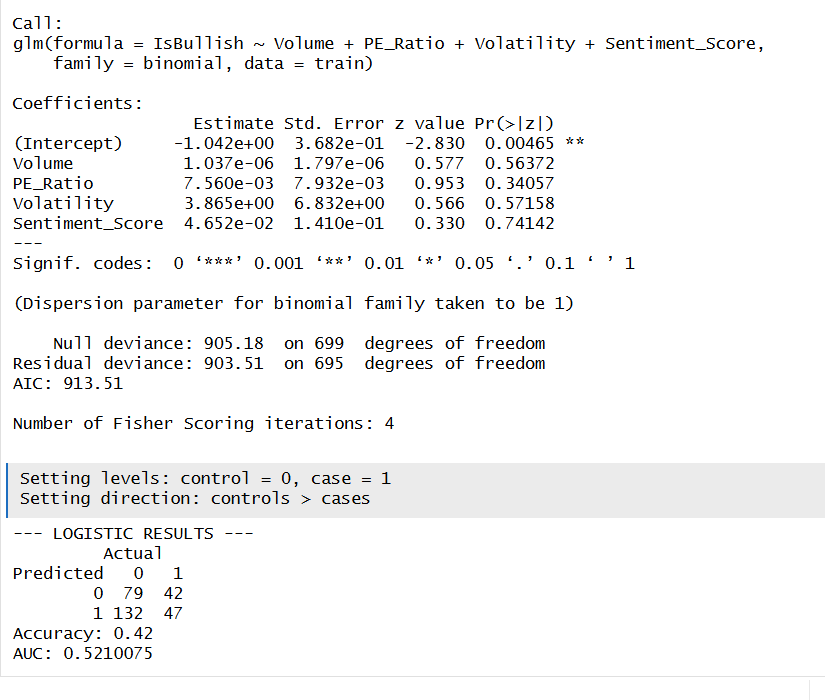 Call:
glm(formula = IsBullish ~ Volume + PE_Ratio + Volatility + Sentiment_Score,
    family = binomial, data = train)

Coefficients:
                  Estimate Std. Error z value Pr(>|z|)
(Intercept)     -1.042e+00  3.682e-01  -2.830  0.00465 **
Volume           1.037e-06  1.797e-06   0.577  0.56372
PE_Ratio         7.560e-03  7.932e-03   0.953  0.34057
Volatility       3.865e+00  6.832e+00   0.566  0.57158
Sentiment_Score  4.652e-02  1.410e-01   0.330  0.74142
---
Signif. codes:  0 ‘***’ 0.001 ‘**’ 0.01 ‘*’ 0.05 ‘.’ 0.1 ‘ ’ 1

(Dispersion parameter for binomial family taken to be 1)

    Null deviance: 905.18  on 699  degrees of freedom
Residual deviance: 903.51  on 695  degrees of freedom
AIC: 913.51

Number of Fisher Scoring iterations: 4

Setting levels: control = 0, case = 1
Setting direction: controls > cases
--- LOGISTIC RESULTS ---
         Actual
Predicted   0   1
        0  79  42
        1 132  47
Accuracy: 0.42
AUC: 0.5210075